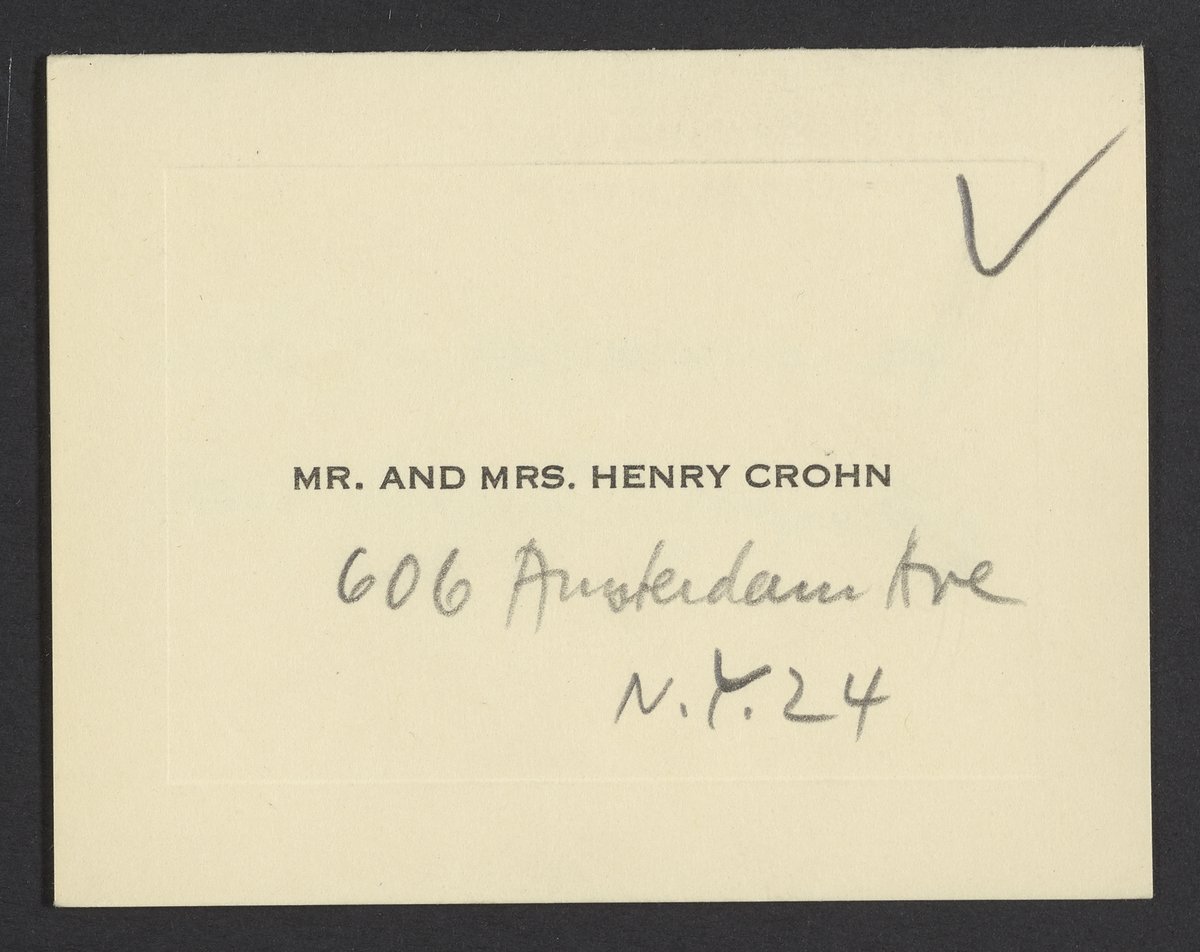 MR. AND MRS. HENRY CROHN
606 Amsterdam Ave
N.Y. 24